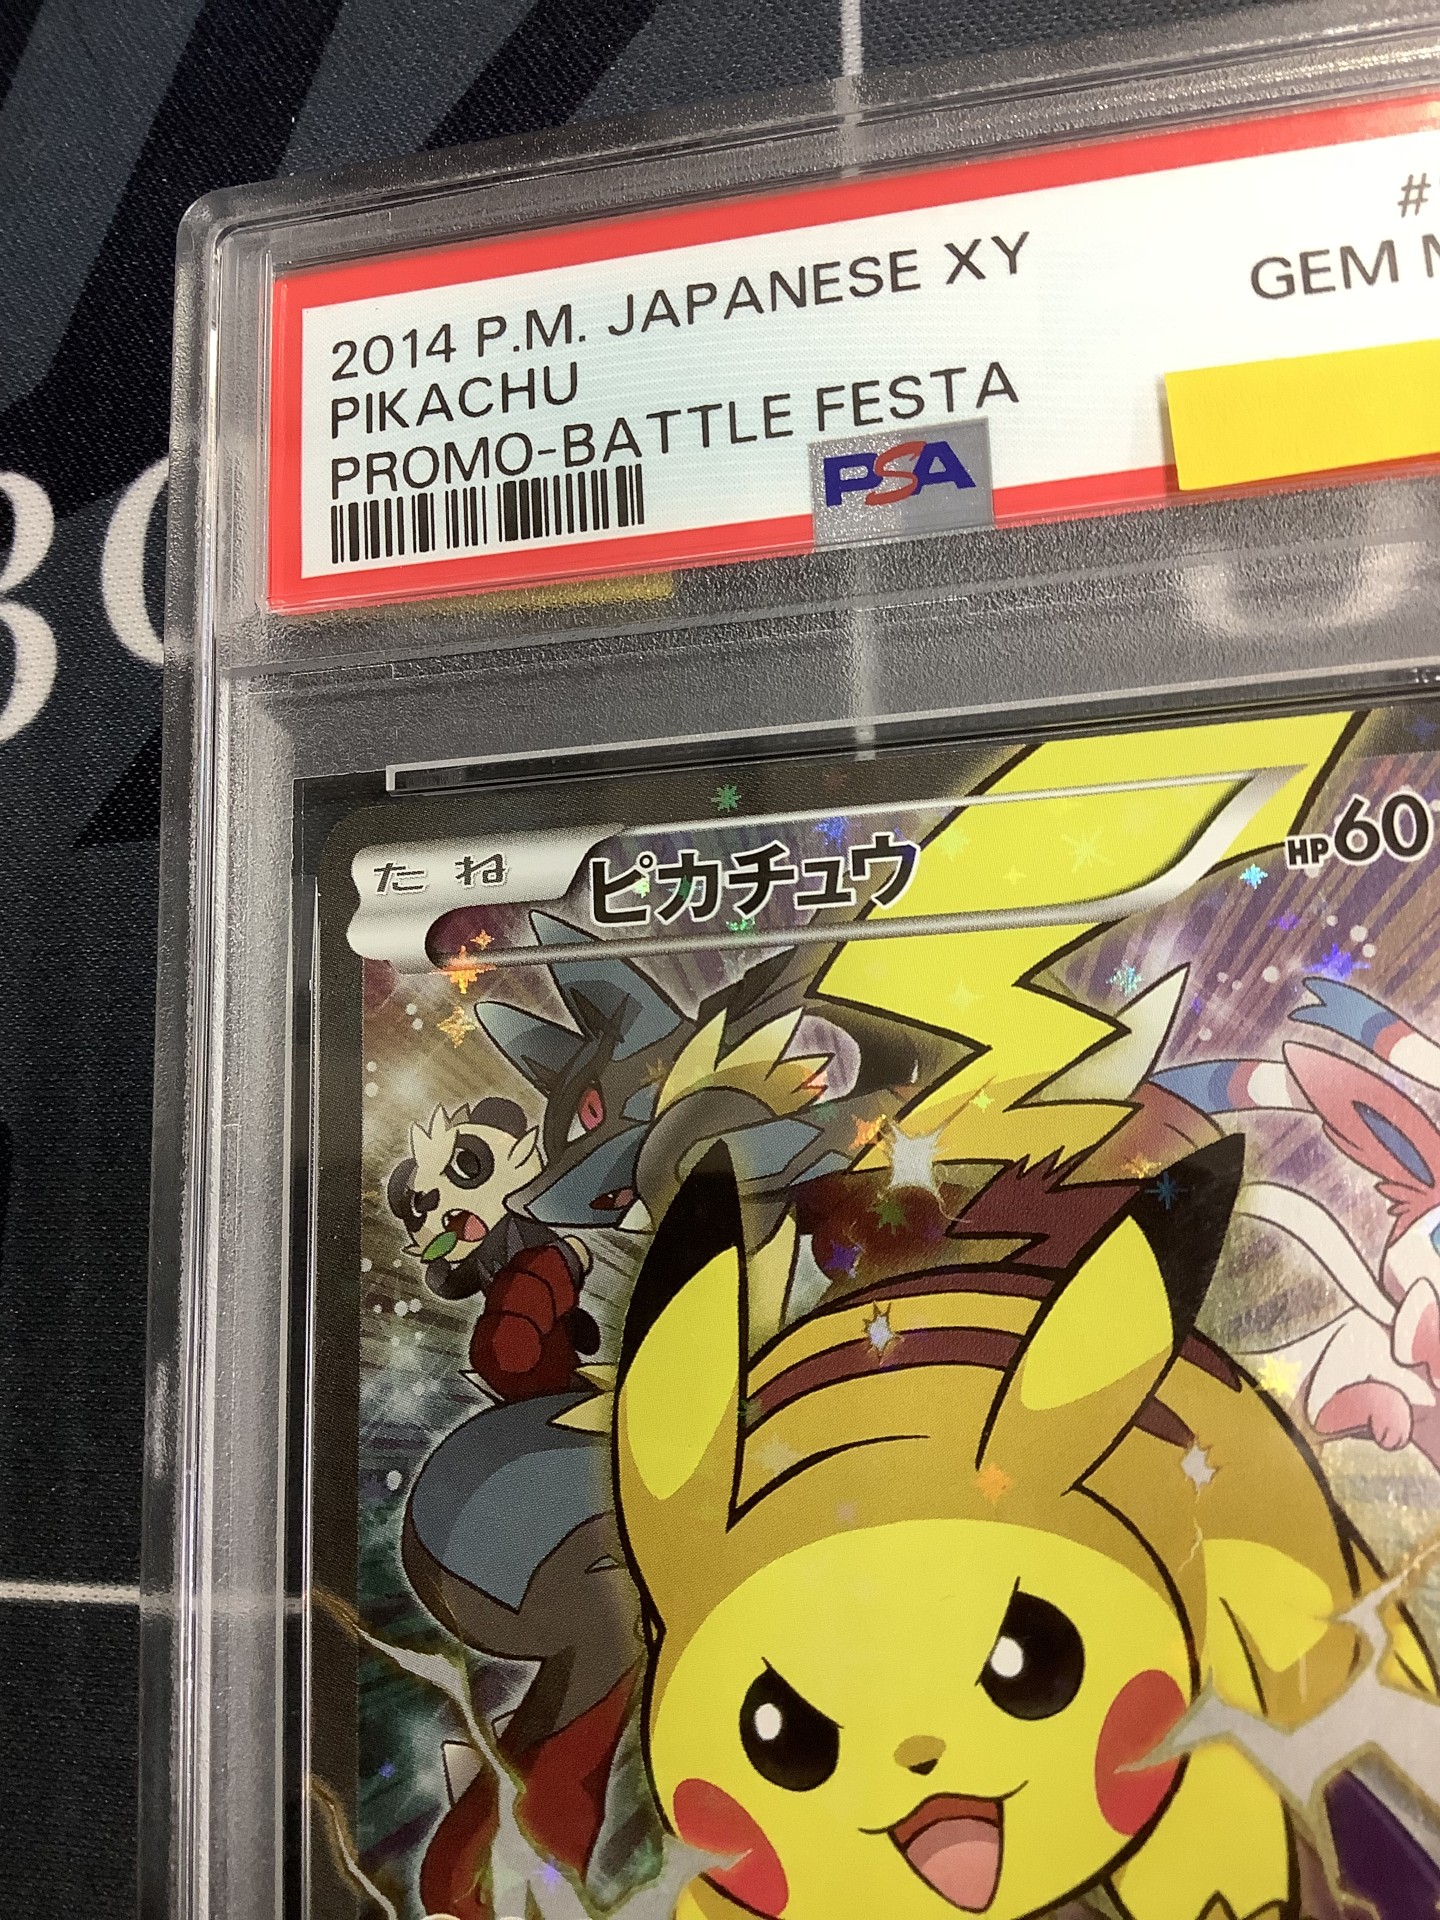 2014 P.M. JAPANESE XY
#
PIKACHU
GEM M
PROMO-BATTLE FESTA
PSA
たね
ピカチュウ
HP60